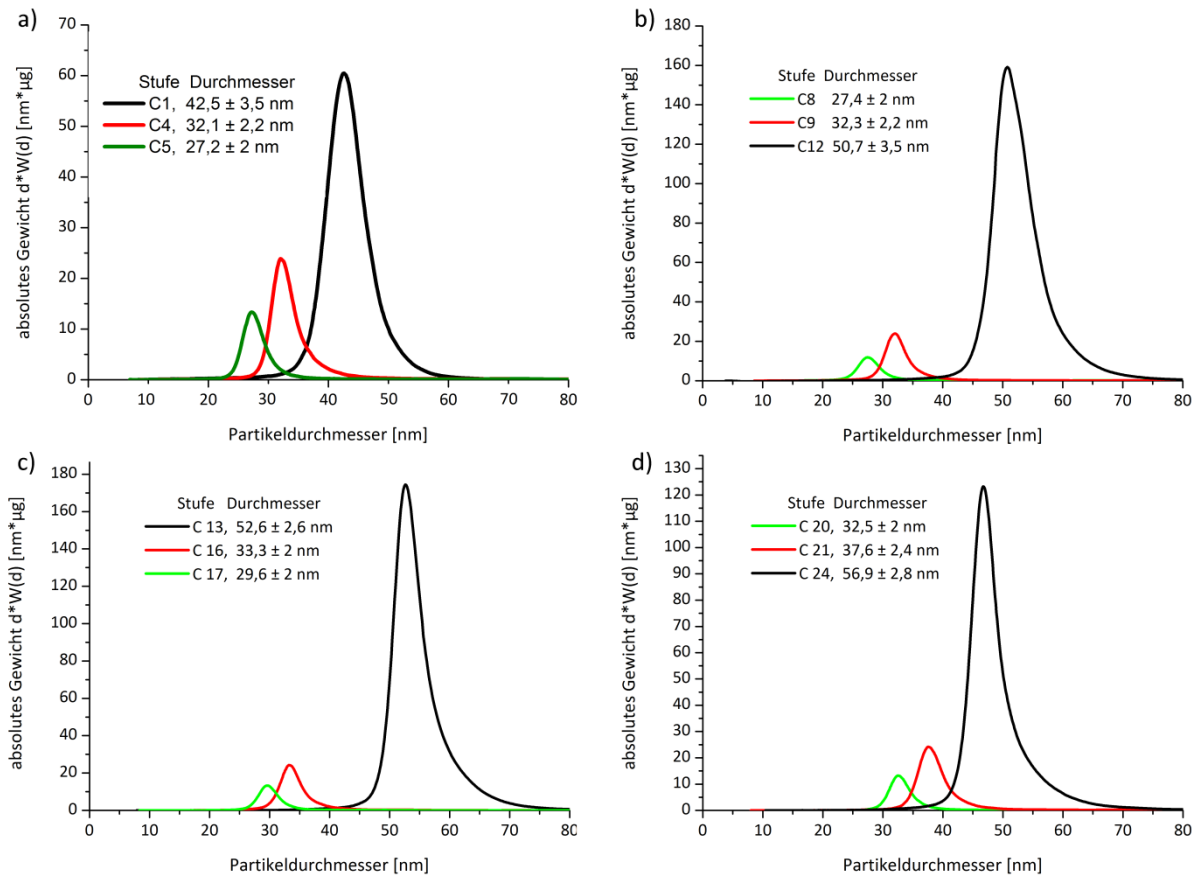 a)
70
60
50
40
30
20
10
0
absolutes Gewicht d*W(d) [nm*µg]
Stufe Durchmesser
C1, 42,5 ± 3,5 nm
C4, 32,1 ± 2,2 nm
C5, 27,2 ± 2 nm
0 10 20 30 40 50 60 70 80
Partikeldurchmesser [nm]
b)
180
160
140
120
100
80
60
40
20
0
absolutes Gewicht d*W(d) [nm*µg]
Stufe Durchmesser
C8 27,4 ± 2 nm
C9 32,3 ± 2,2 nm
C12 50,7 ± 3,5 nm
0 10 20 30 40 50 60 70 80
Partikeldurchmesser [nm]
c)
180
160
140
120
100
80
60
40
20
0
absolutes Gewicht d*W(d) [nm*µg]
Stufe Durchmesser
C 13, 52,6 ± 2,6 nm
C 16, 33,3 ± 2 nm
C 17, 29,6 ± 2 nm
0 10 20 30 40 50 60 70 80
Partikeldurchmesser [nm]
d)
130
120
110
100
90
80
70
60
50
40
30
20
10
0
absolutes Gewicht d*W(d) [nm*µg]
Stufe Durchmesser
C 20, 32,5 ± 2 nm
C 21, 37,6 ± 2,4 nm
C 24, 56,9 ± 2,8 nm
0 10 20 30 40 50 60 70 80
Partikeldurchmesser [nm]